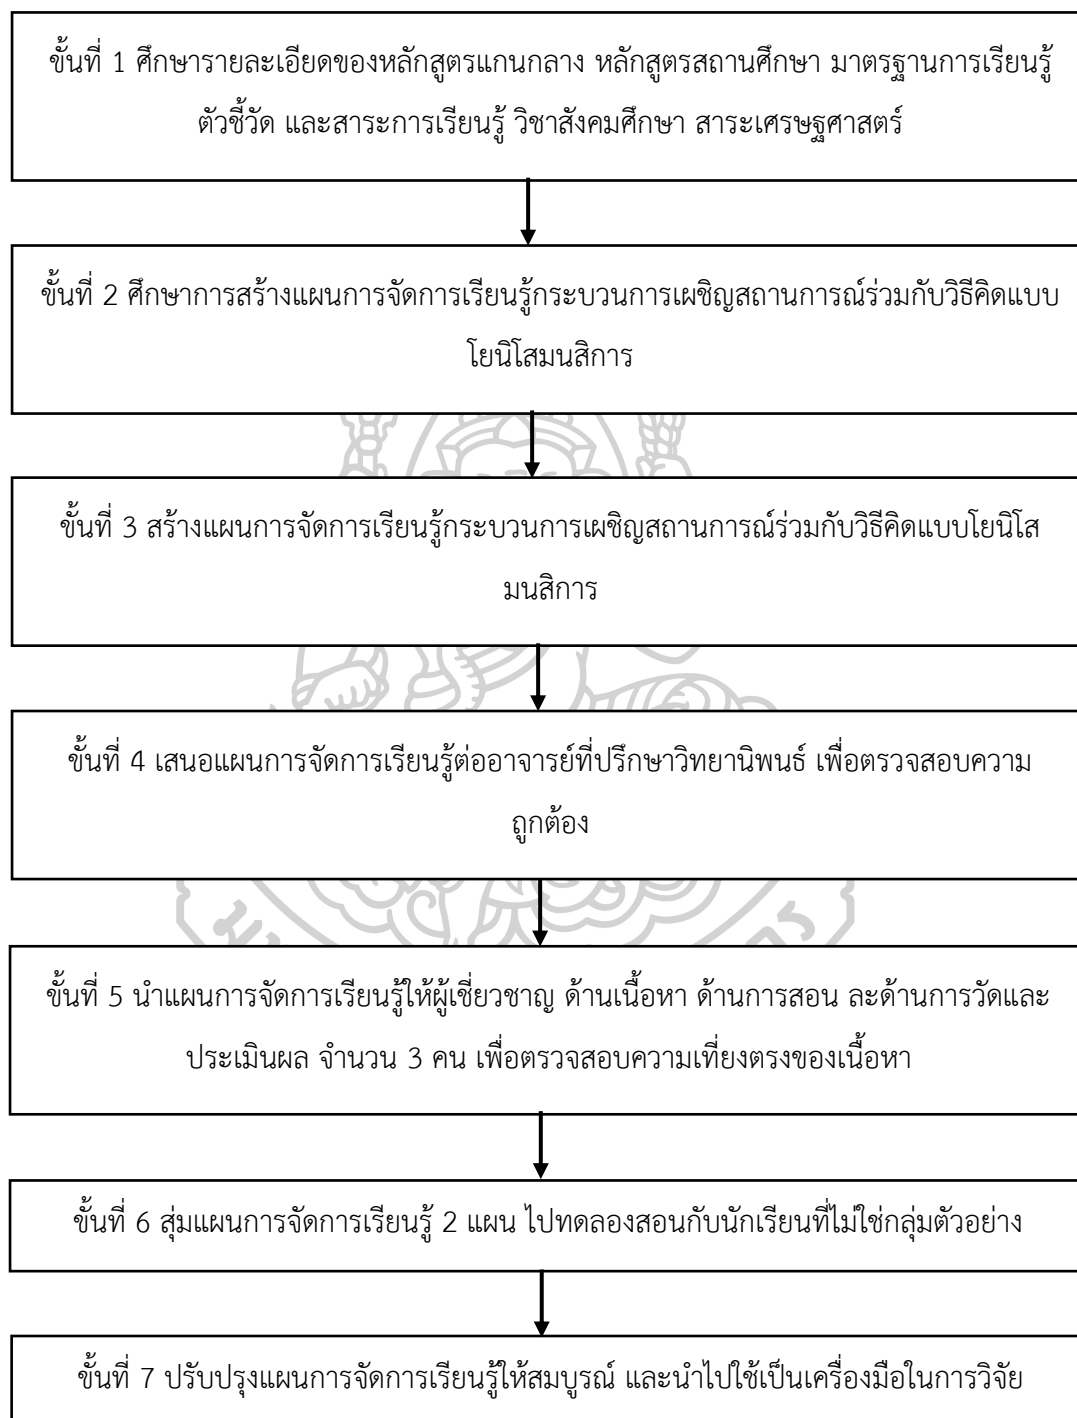 ขั้นที่ 1 ศึกษารายละเอียดของหลักสูตรแกนกลาง หลักสูตรสถานศึกษา มาตรฐานการเรียนรู้
ตัวชี้วัด และสาระการเรียนรู้ วิชาสังคมศึกษา สาระเศรษฐศาสตร์
ขั้นที่ 2 ศึกษาการสร้างแผนการจัดการเรียนรู้กระบวนการเผชิญสถานการณ์ร่วมกับวิธีคิดแบบ
โยนิโสมนสิการ
ขั้นที่ 3 สร้างแผนการจัดการเรียนรู้กระบวนการเผชิญสถานการณ์ร่วมกับวิธีคิดแบบโยนิโส
มนสิการ
ขั้นที่ 4 เสนอแผนการจัดการเรียนรู้ต่ออาจารย์ที่ปรึกษาวิทยานิพนธ์ เพื่อตรวจสอบความ
ถูกต้อง
ขั้นที่ 5 นำแผนการจัดการเรียนรู้ให้ผู้เชี่ยวชาญ ด้านเนื้อหา ด้านการสอน ละด้านการวัดและ
ประเมินผล จำนวน 3 คน เพื่อตรวจสอบความเที่ยงตรงของเนื้อหา
ขั้นที่ 6 สุ่มแผนการจัดการเรียนรู้ 2 แผน ไปทดลองสอนกับนักเรียนที่ไม่ใช่กลุ่มตัวอย่าง
ขั้นที่ 7 ปรับปรุงแผนการจัดการเรียนรู้ให้สมบูรณ์ และนำไปใช้เป็นเครื่องมือในการวิจัย